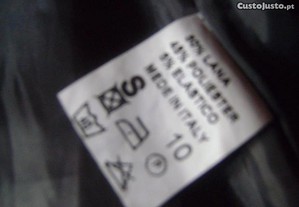 CustoJusto.pt
50% LANA
45% POLIESTER
5% ELASTICO
MADE IN ITALY
S
10